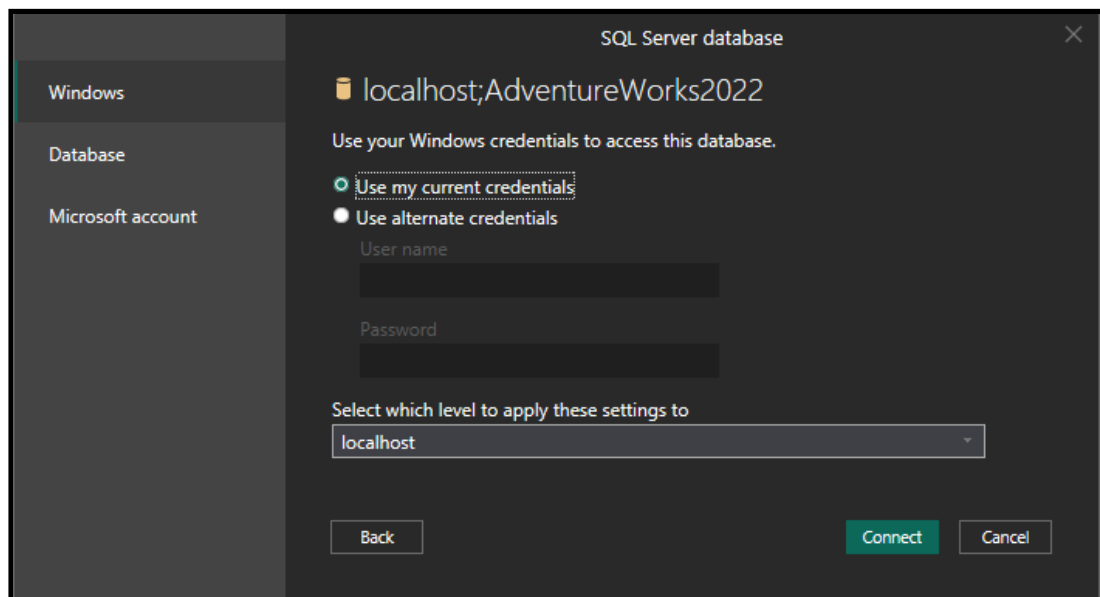 SQL Server database
Windows
Database
Microsoft account
localhost;AdventureWorks2022
Use your Windows credentials to access this database.
Use my current credentials
Use alternate credentials
User name
Password
Select which level to apply these settings to
localhost
Back
Connect
Cancel